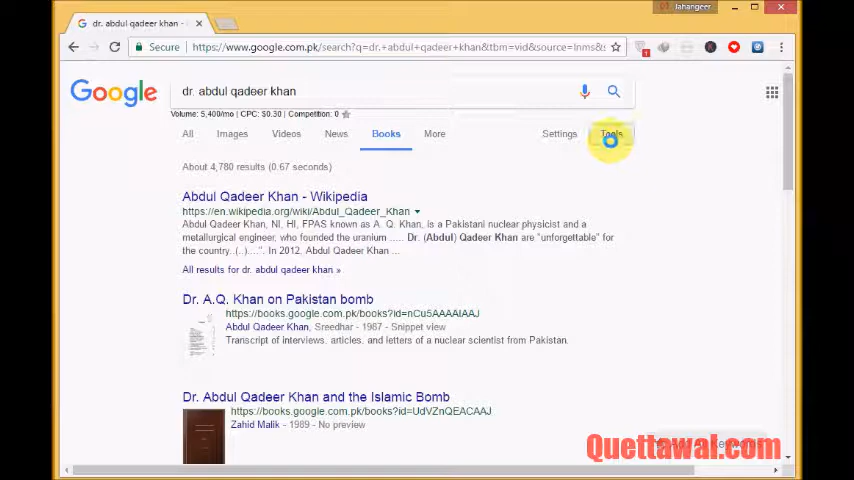 Jahangeer
dr. abdul qadeer khan -
Secure https://www.google.com.pk/search?q=dr.+abdul+qadeer+khan&tbm=vid&source=lnms&s
Google
dr. abdul qadeer khan
Volume: 5,400/mo | CPC: $0.30 | Competition: 0
All Images Videos News Books More Settings Tools
About 4,780 results (0.67 seconds)
Abdul Qadeer Khan - Wikipedia
https://en.wikipedia.org/wiki/Abdul_Qadeer_Khan
Abdul Qadeer Khan, NI, HI, FPAS known as A. Q. Khan, is a Pakistani nuclear physicist and a
metallurgical engineer, who founded the uranium ..... Dr. (Abdul) Qadeer Khan are "unforgettable" for
the country.(..)....". In 2012, Abdul Qadeer Khan ...
All results for dr. abdul qadeer khan »
Dr. A.Q. Khan on Pakistan bomb
https://books.google.com.pk/books?id=nCu5AAAAIAAJ
Abdul Qadeer Khan, Sreedhar - 1987 - Snippet view
Transcript of interviews, articles, and letters of a nuclear scientist from Pakistan.
Dr. Abdul Qadeer Khan and the Islamic Bomb
https://books.google.com.pk/books?id=UdVZnQEACAAJ
Zahid Malik - 1989 - No preview
Add All Keywords
Quettawal.com